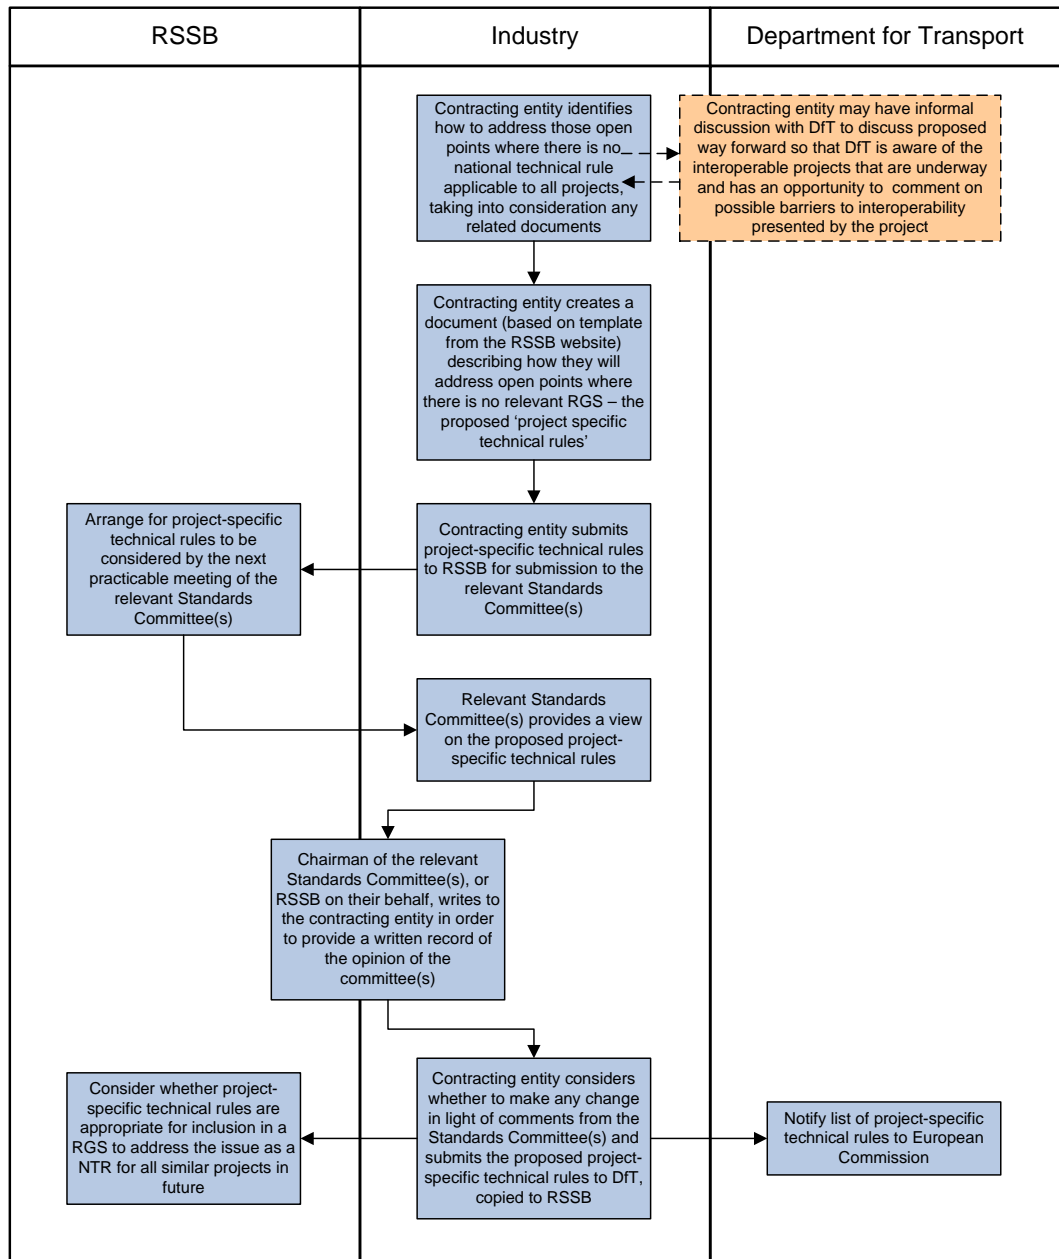 RSSB
Industry
Department for Transport
Contracting entity identifies
how to address those open
points where there is no
national technical rule
applicable to all projects,
taking into consideration any
related documents
Contracting entity may have informal
discussion with DfT to discuss proposed
way forward so that DfT is aware of the
interoperable projects that are underway
and has an opportunity to comment on
possible barriers to interoperability
presented by the project
Contracting entity creates a
document (based on template
from the RSSB website)
describing how they will
address open points where
there is no relevant RGS – the
proposed ‘project specific
technical rules’
Contracting entity submits
project-specific technical rules
to RSSB for submission to the
relevant Standards
Committee(s)
Arrange for project-specific
technical rules to be
considered by the next
practicable meeting of the
relevant Standards
Committee(s)
Relevant Standards
Committee(s) provides a view
on the proposed project-
specific technical rules
Chairman of the relevant
Standards Committee(s), or
RSSB on their behalf, writes to
the contracting entity in order
to provide a written record of
the opinion of the
committee(s)
Contracting entity considers
whether to make any change
in light of comments from the
Standards Committee(s) and
submits the proposed project-
specific technical rules to DfT,
copied to RSSB
Consider whether project-
specific technical rules are
appropriate for inclusion in a
RGS to address the issue as a
NTR for all similar projects in
future
Notify list of project-specific
technical rules to European
Commission